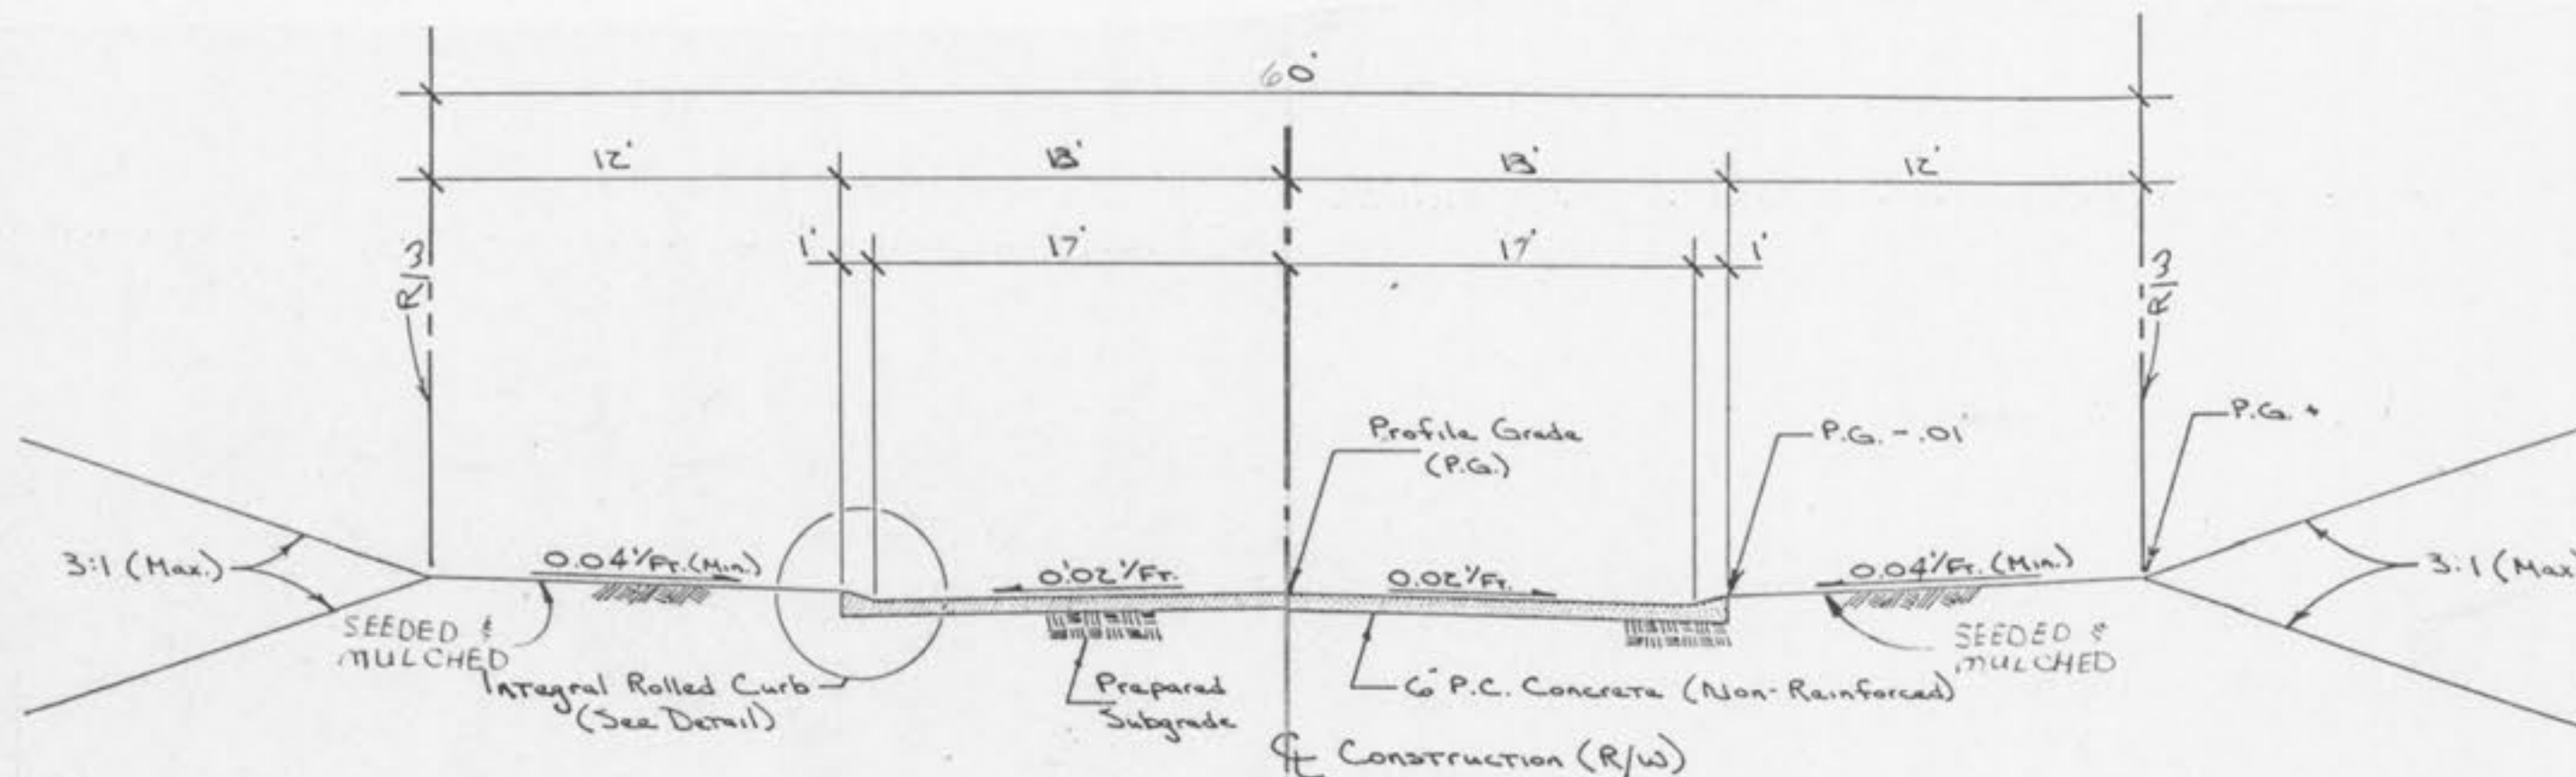 60'
12'
18'
18'
12'
1'
17'
17'
1'
R/W
R/W
Profile Grade
(P.G.)
P.G. - .01'
P.G. +
3:1 (Max.)
0.04'/Ft. (Min.)
0.02'/Ft.
0.02'/Ft.
0.04'/Ft. (Min.)
3:1 (Max
SEEDED &
MULCHED
SEEDED &
MULCHED
Integral Rolled Curb
(See Detail)
Prepared
Subgrade
6" P.C. Concrete (Non-Reinforced)
℄ Construction (R/W)